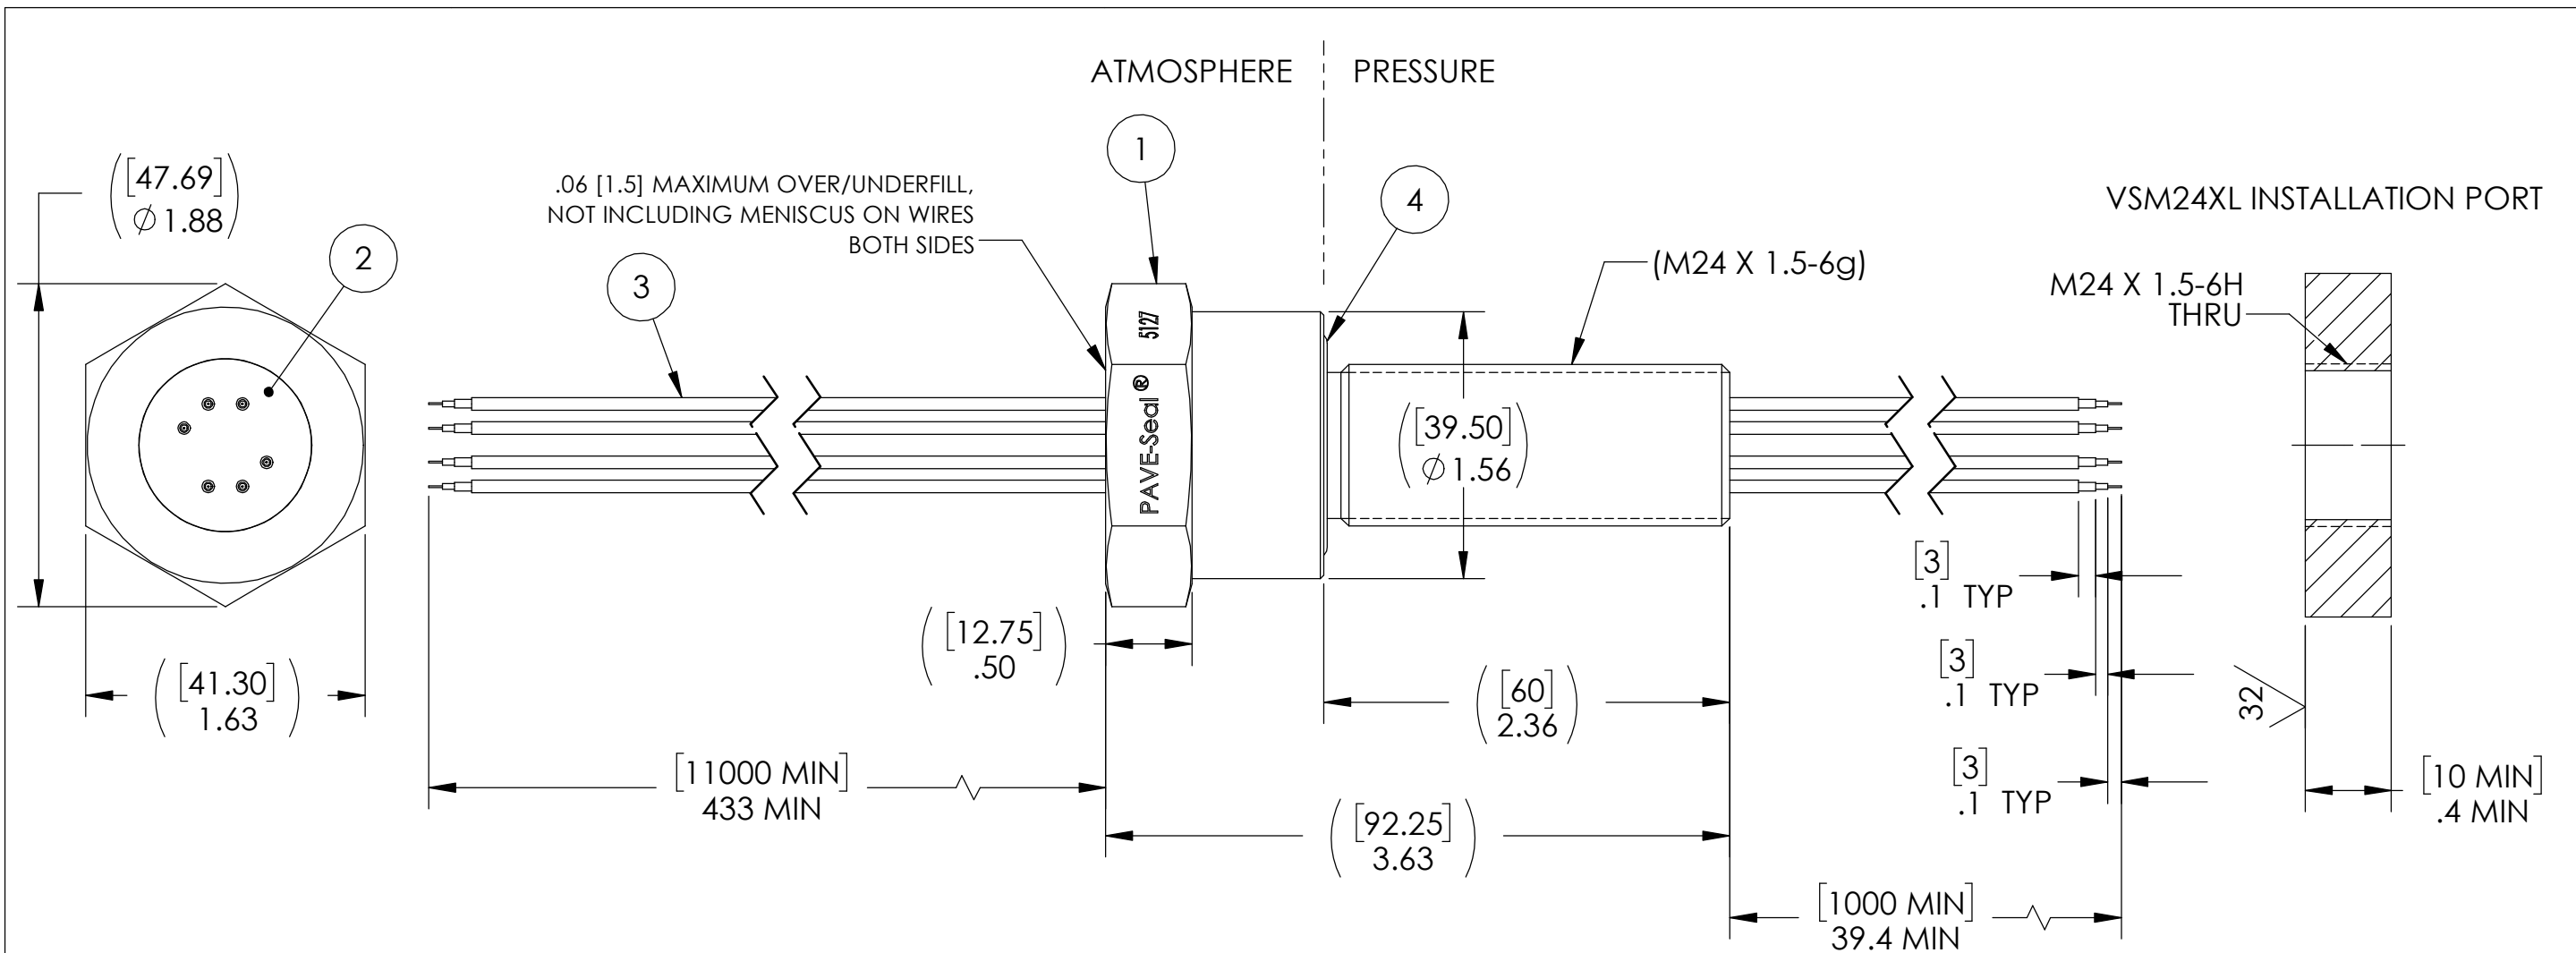 ATMOSPHERE
PRESSURE
1
[47.69]
Ø 1.88
.06 [1.5] MAXIMUM OVER/UNDERFILL,
NOT INCLUDING MENISCUS ON WIRES
BOTH SIDES
4
VSM24XL INSTALLATION PORT
2
3
(M24 X 1.5-6g)
M24 X 1.5-6H
THRU
5127
PAVE-Seal®
([39.50]
Ø 1.56)
[3]
.1 TYP
([12.75]
.50)
([41.30]
1.63)
([60]
2.36)
[3]
.1 TYP
32
[11000 MIN]
433 MIN
[3]
.1 TYP
[10 MIN]
.4 MIN
([92.25]
3.63)
[1000 MIN]
39.4 MIN